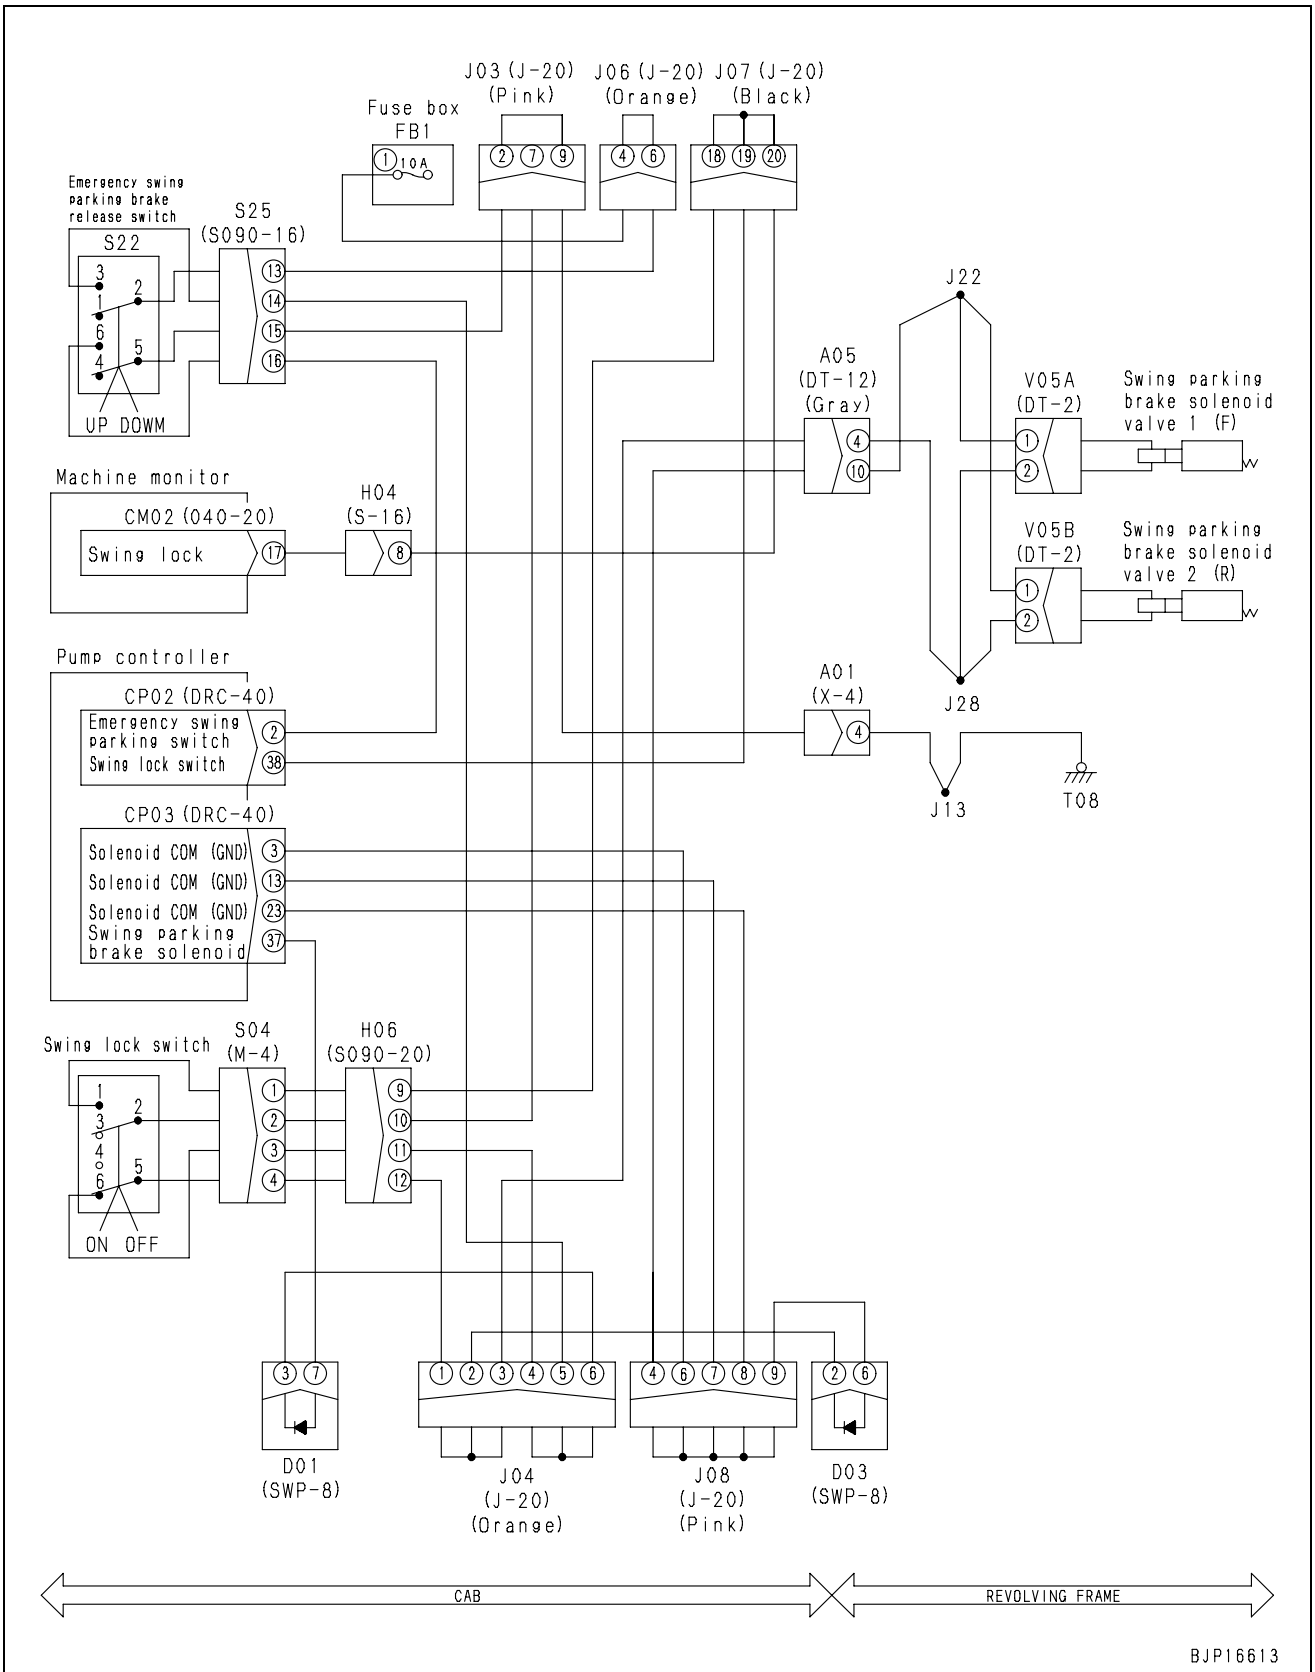 J03 (J-20)
(Pink)
J06 (J-20)
(Orange)
J07 (J-20)
(Black)
Fuse box
FB1
1
10A
2 7 9
4 6
18 19 20
Emergency swing
parking brake
release switch
S22
3
1
2
6
4
5
UP DOWM
S25
(S090-16)
13
14
15
16
J22
A05
(DT-12)
(Gray)
4
10
V05A
(DT-2)
1
2
Swing parking
brake solenoid
valve 1 (F)
Machine monitor
CM02 (040-20)
Swing lock
17
H04
(S-16)
8
V05B
(DT-2)
1
2
Swing parking
brake solenoid
valve 2 (R)
J28
Pump controller
CP02 (DRC-40)
Emergency swing
parking switch
2
Swing lock switch
38
A01
(X-4)
4
J13
T08
CP03 (DRC-40)
Solenoid COM (GND)
3
Solenoid COM (GND)
13
Solenoid COM (GND)
23
Swing parking
brake solenoid
37
Swing lock switch
1
3
2
4
6
5
ON OFF
S04
(M-4)
1
2
3
4
H06
(S090-20)
9
10
11
12
3 7
D01
(SWP-8)
1 2 3 4 5 6
J04
(J-20)
(Orange)
4 6 7 8 9
J08
(J-20)
(Pink)
2 6
D03
(SWP-8)
CAB
REVOLVING FRAME
BJP16613